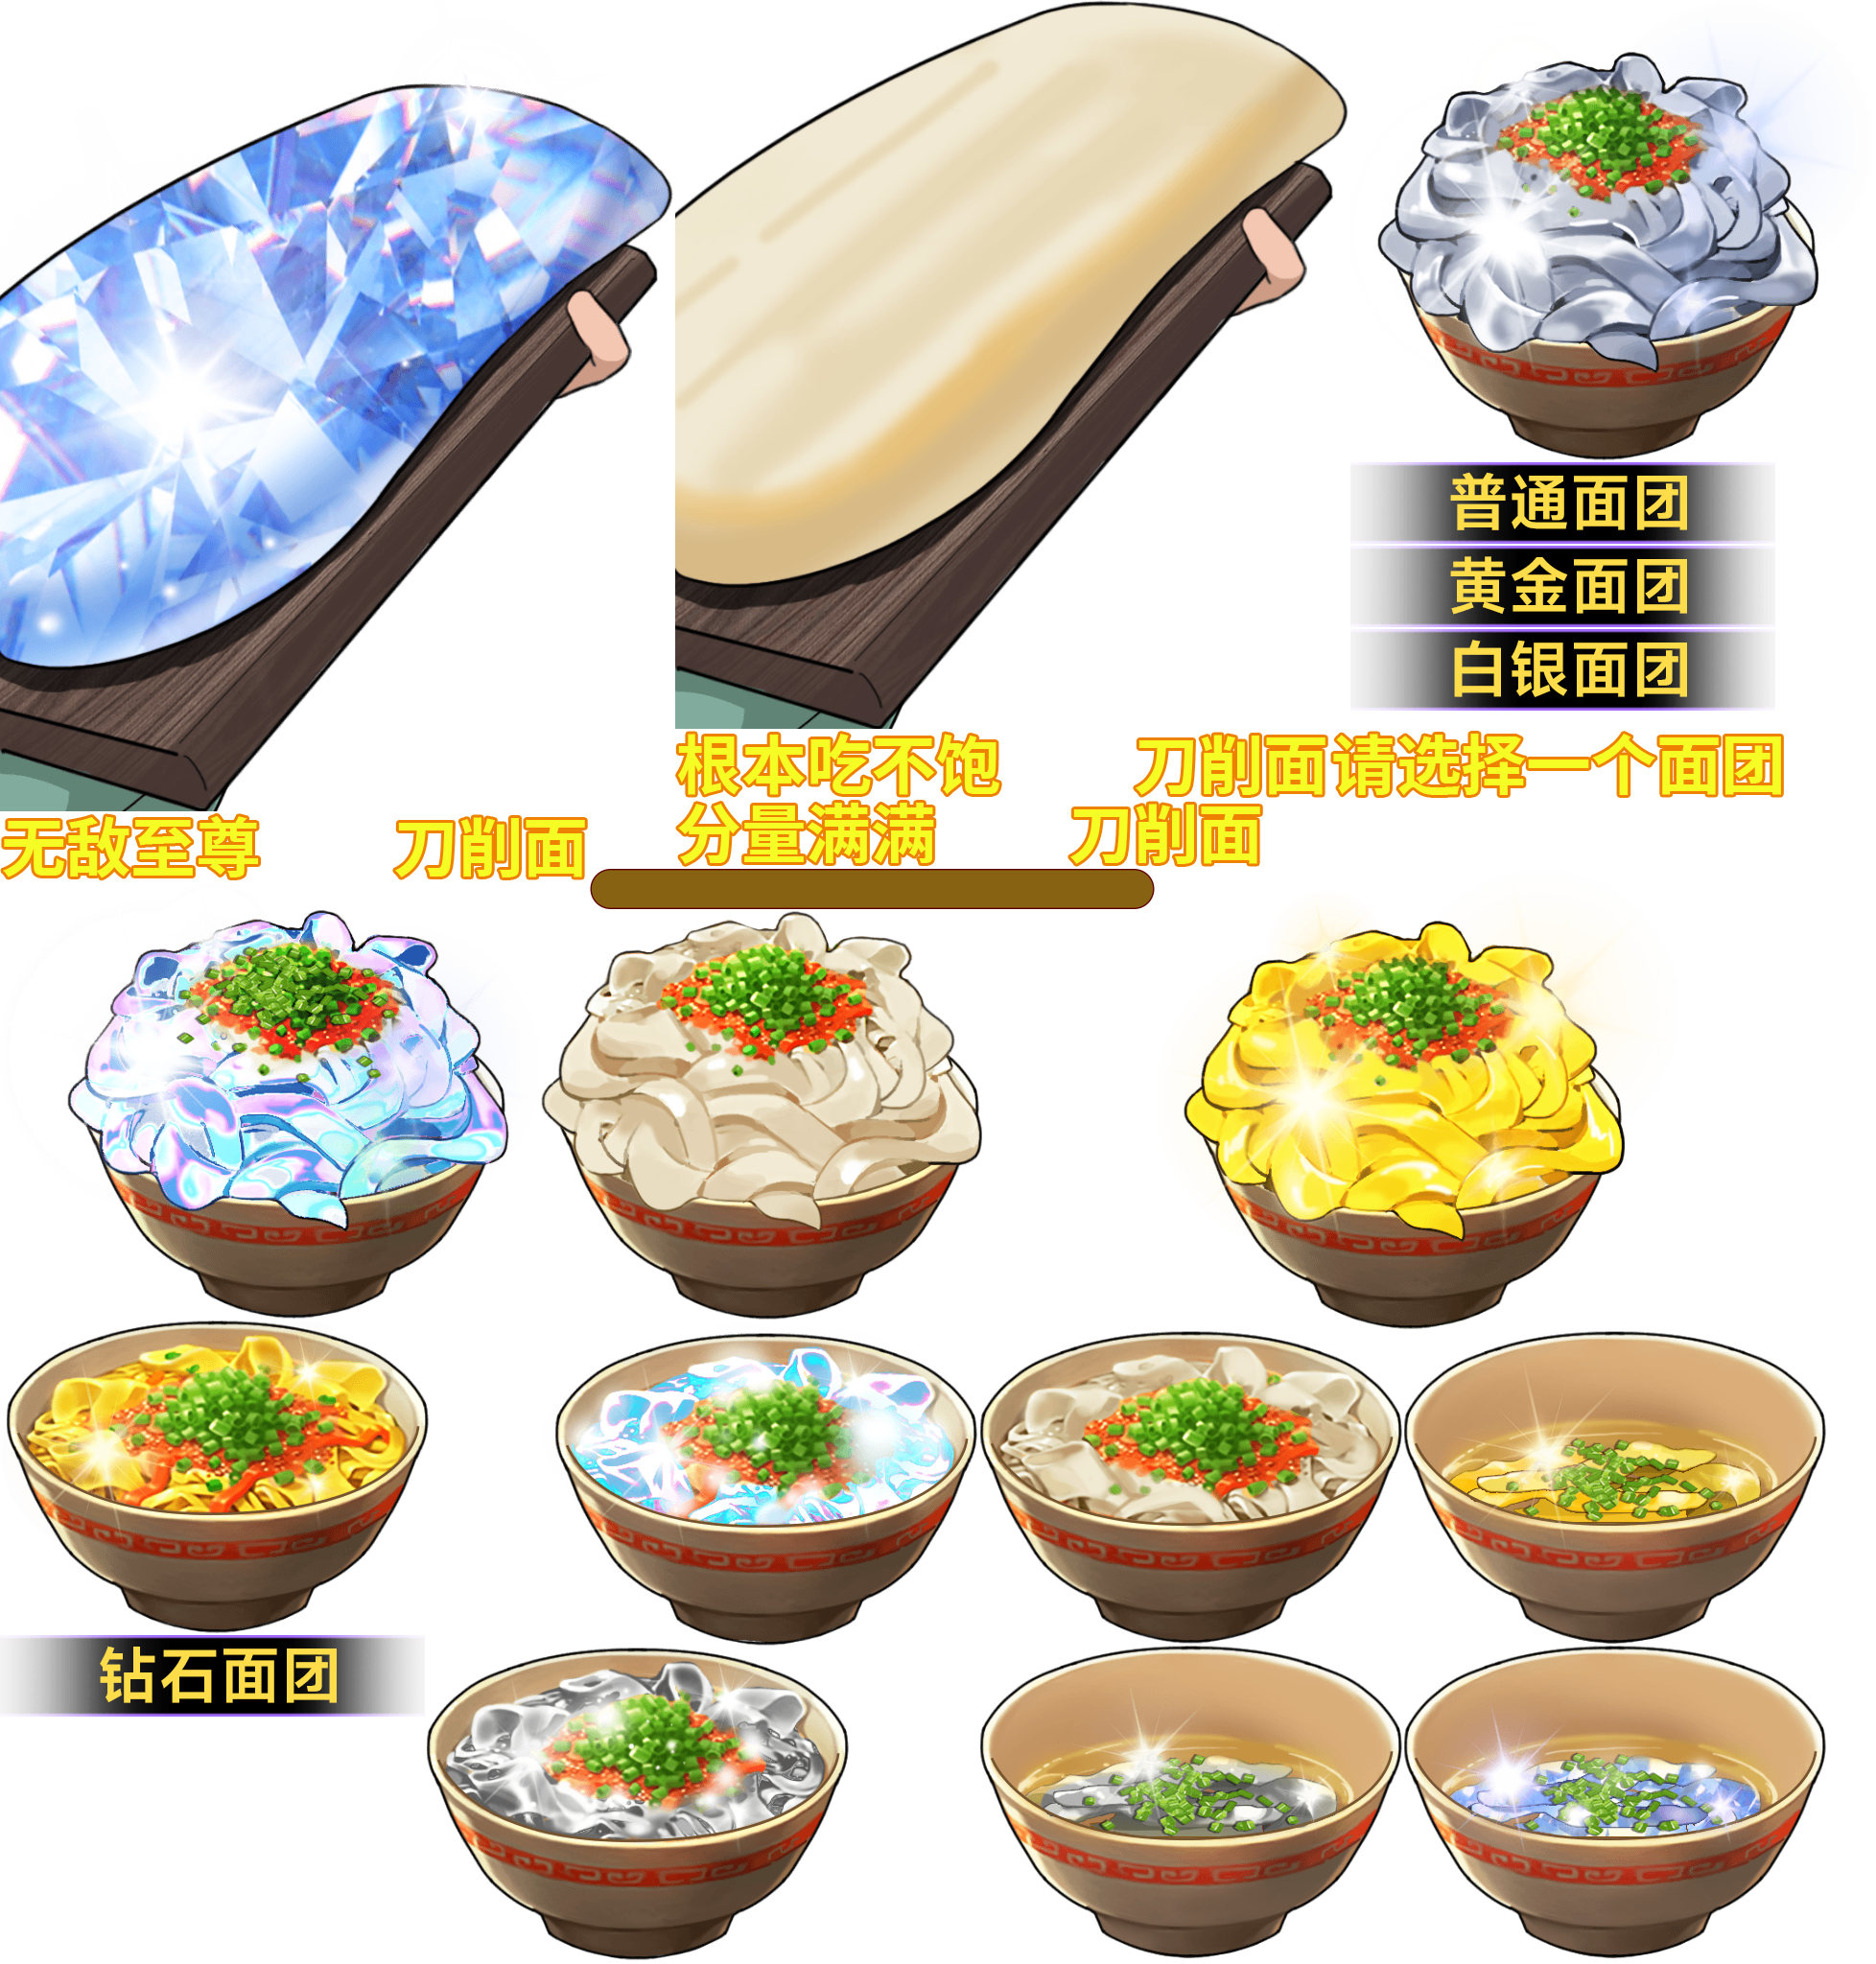 普通面团
黄金面团
白银面团
根本吃不饱 刀削面请选择一个面团
分量满满 刀削面
无敌至尊 刀削面
钻石面团